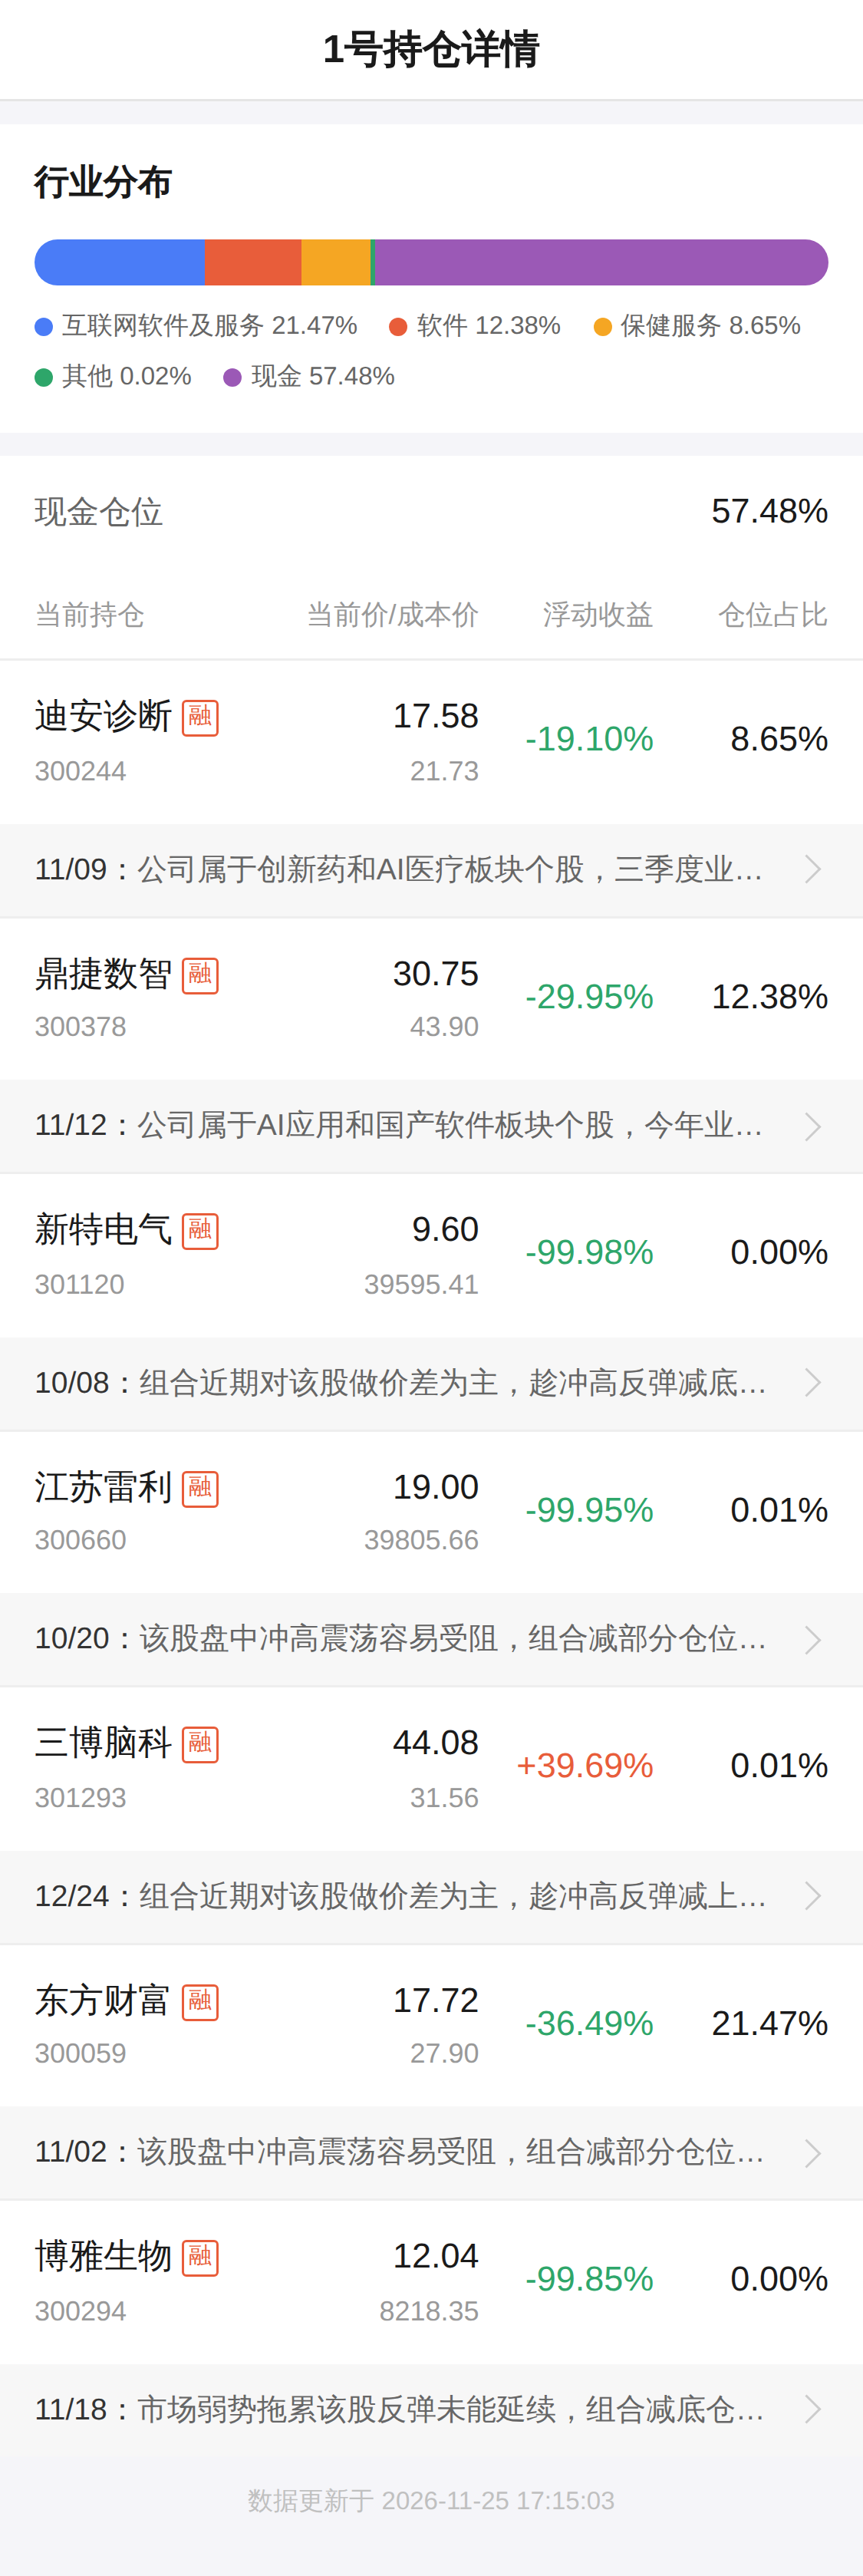 1号持仓详情
行业分布
互联网软件及服务 21.47% 软件 12.38% 保健服务 8.65%
其他 0.02% 现金 57.48%
现金仓位 57.48%
当前持仓 当前价/成本价 浮动收益 仓位占比
迪安诊断 融 17.58 -19.10% 8.65%
300244 21.73
11/09：公司属于创新药和AI医疗板块个股，三季度业…
鼎捷数智 融 30.75 -29.95% 12.38%
300378 43.90
11/12：公司属于AI应用和国产软件板块个股，今年业…
新特电气 融 9.60 -99.98% 0.00%
301120 39595.41
10/08：组合近期对该股做价差为主，趁冲高反弹减底…
江苏雷利 融 19.00 -99.95% 0.01%
300660 39805.66
10/20：该股盘中冲高震荡容易受阻，组合减部分仓位…
三博脑科 融 44.08 +39.69% 0.01%
301293 31.56
12/24：组合近期对该股做价差为主，趁冲高反弹减上…
东方财富 融 17.72 -36.49% 21.47%
300059 27.90
11/02：该股盘中冲高震荡容易受阻，组合减部分仓位…
博雅生物 融 12.04 -99.85% 0.00%
300294 8218.35
11/18：市场弱势拖累该股反弹未能延续，组合减底仓…
数据更新于 2026-11-25 17:15:03